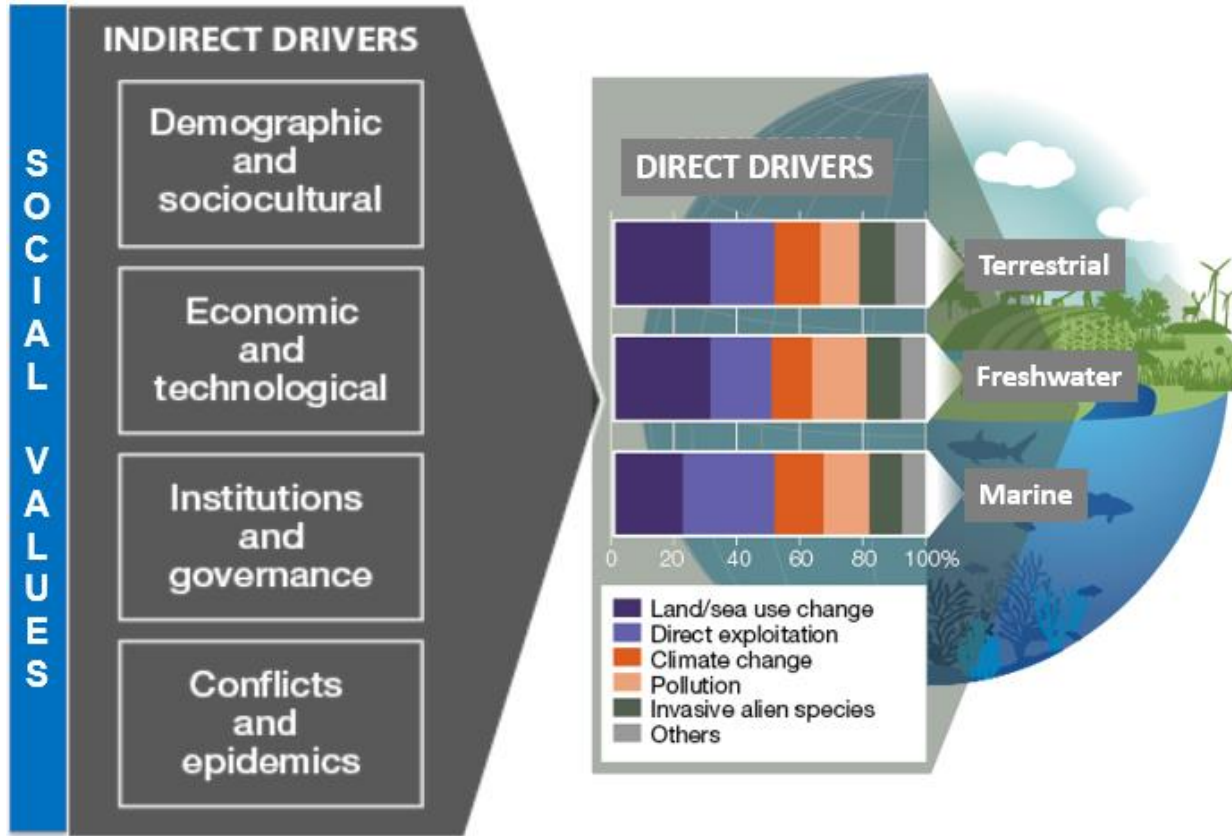 SOCIAL VALUES
INDIRECT DRIVERS
Demographic
and
sociocultural
Economic
and
technological
Institutions
and
governance
Conflicts
and
epidemics
DIRECT DRIVERS
Terrestrial
Freshwater
Marine
0 20 40 60 80 100%
Land/sea use change
Direct exploitation
Climate change
Pollution
Invasive alien species
Others